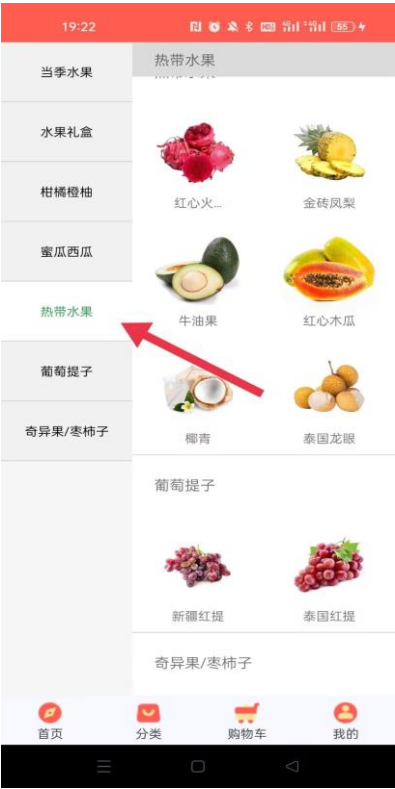 19:22
55
当季水果
水果礼盒
柑橘橙柚
蜜瓜西瓜
热带水果
葡萄提子
奇异果/枣柿子
热带水果
红心火...
金砖凤梨
牛油果
红心木瓜
椰青
泰国龙眼
葡萄提子
新疆红提
泰国红提
奇异果/枣柿子
首页
分类
购物车
我的